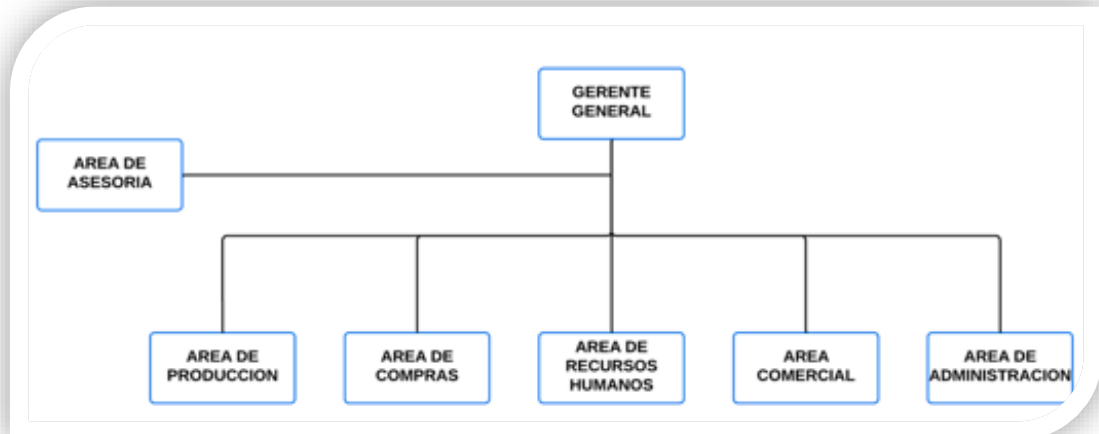 GERENTE
GENERAL
AREA DE
ASESORIA
AREA DE
PRODUCCION
AREA DE
COMPRAS
AREA DE
RECURSOS
HUMANOS
AREA
COMERCIAL
AREA DE
ADMINISTRACION